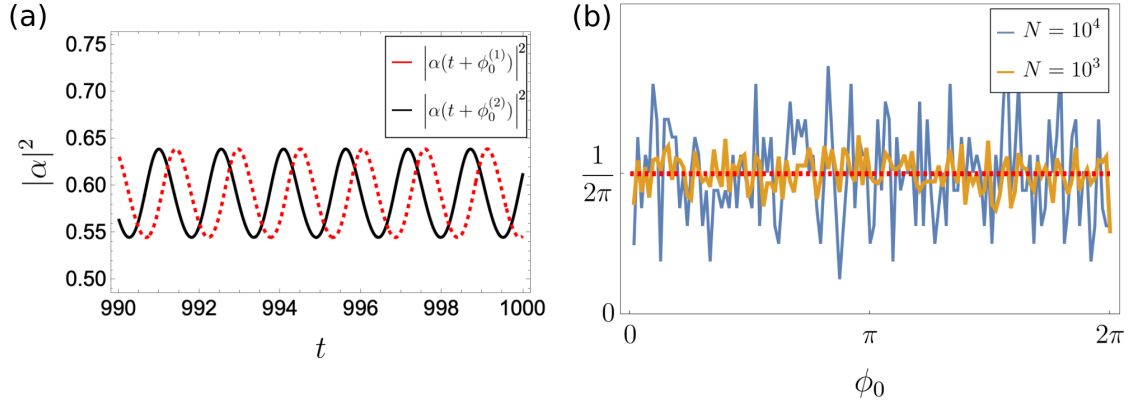 (a)
0.75
0.70
0.65
0.60
0.55
0.50
|α|²
990 992 994 996 998 1000
t
|α(t + ϕ₀⁽¹⁾)|²
|α(t + ϕ₀⁽²⁾)|²
(b)
N = 10⁴
N = 10³
1
2π
0
0 π 2π
ϕ₀